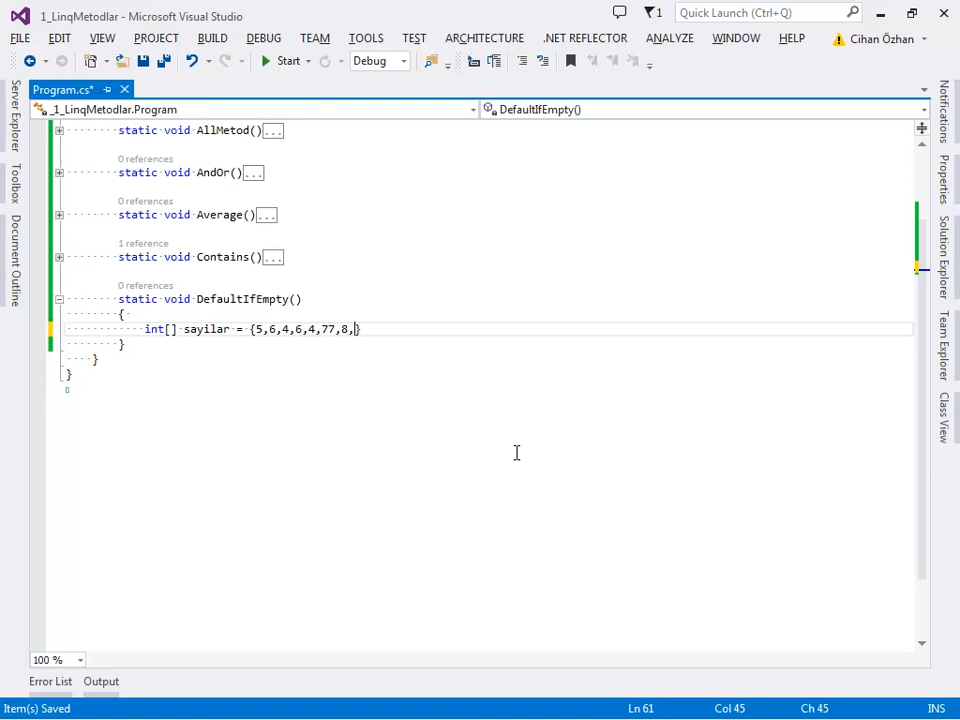 1_LinqMetodlar - Microsoft Visual Studio
1
Quick Launch (Ctrl+Q)
FILE EDIT VIEW PROJECT BUILD DEBUG TEAM TOOLS TEST ARCHITECTURE .NET REFLECTOR ANALYZE WINDOW HELP Cihan Özhan
Start Debug
Program.cs*
_1_LinqMetodlar.Program
DefaultIfEmpty()
Server Explorer
Toolbox
Document Outline
static void AllMetod()...
0 references
static void AndOr()...
0 references
static void Average()...
1 reference
static void Contains()...
0 references
static void DefaultIfEmpty()
{
int[] sayilar = {5,6,4,6,4,77,8,}
}
}
}
Notifications
Properties
Solution Explorer
Team Explorer
Class View
100 %
Error List Output
Item(s) Saved Ln 61 Col 45 Ch 45 INS